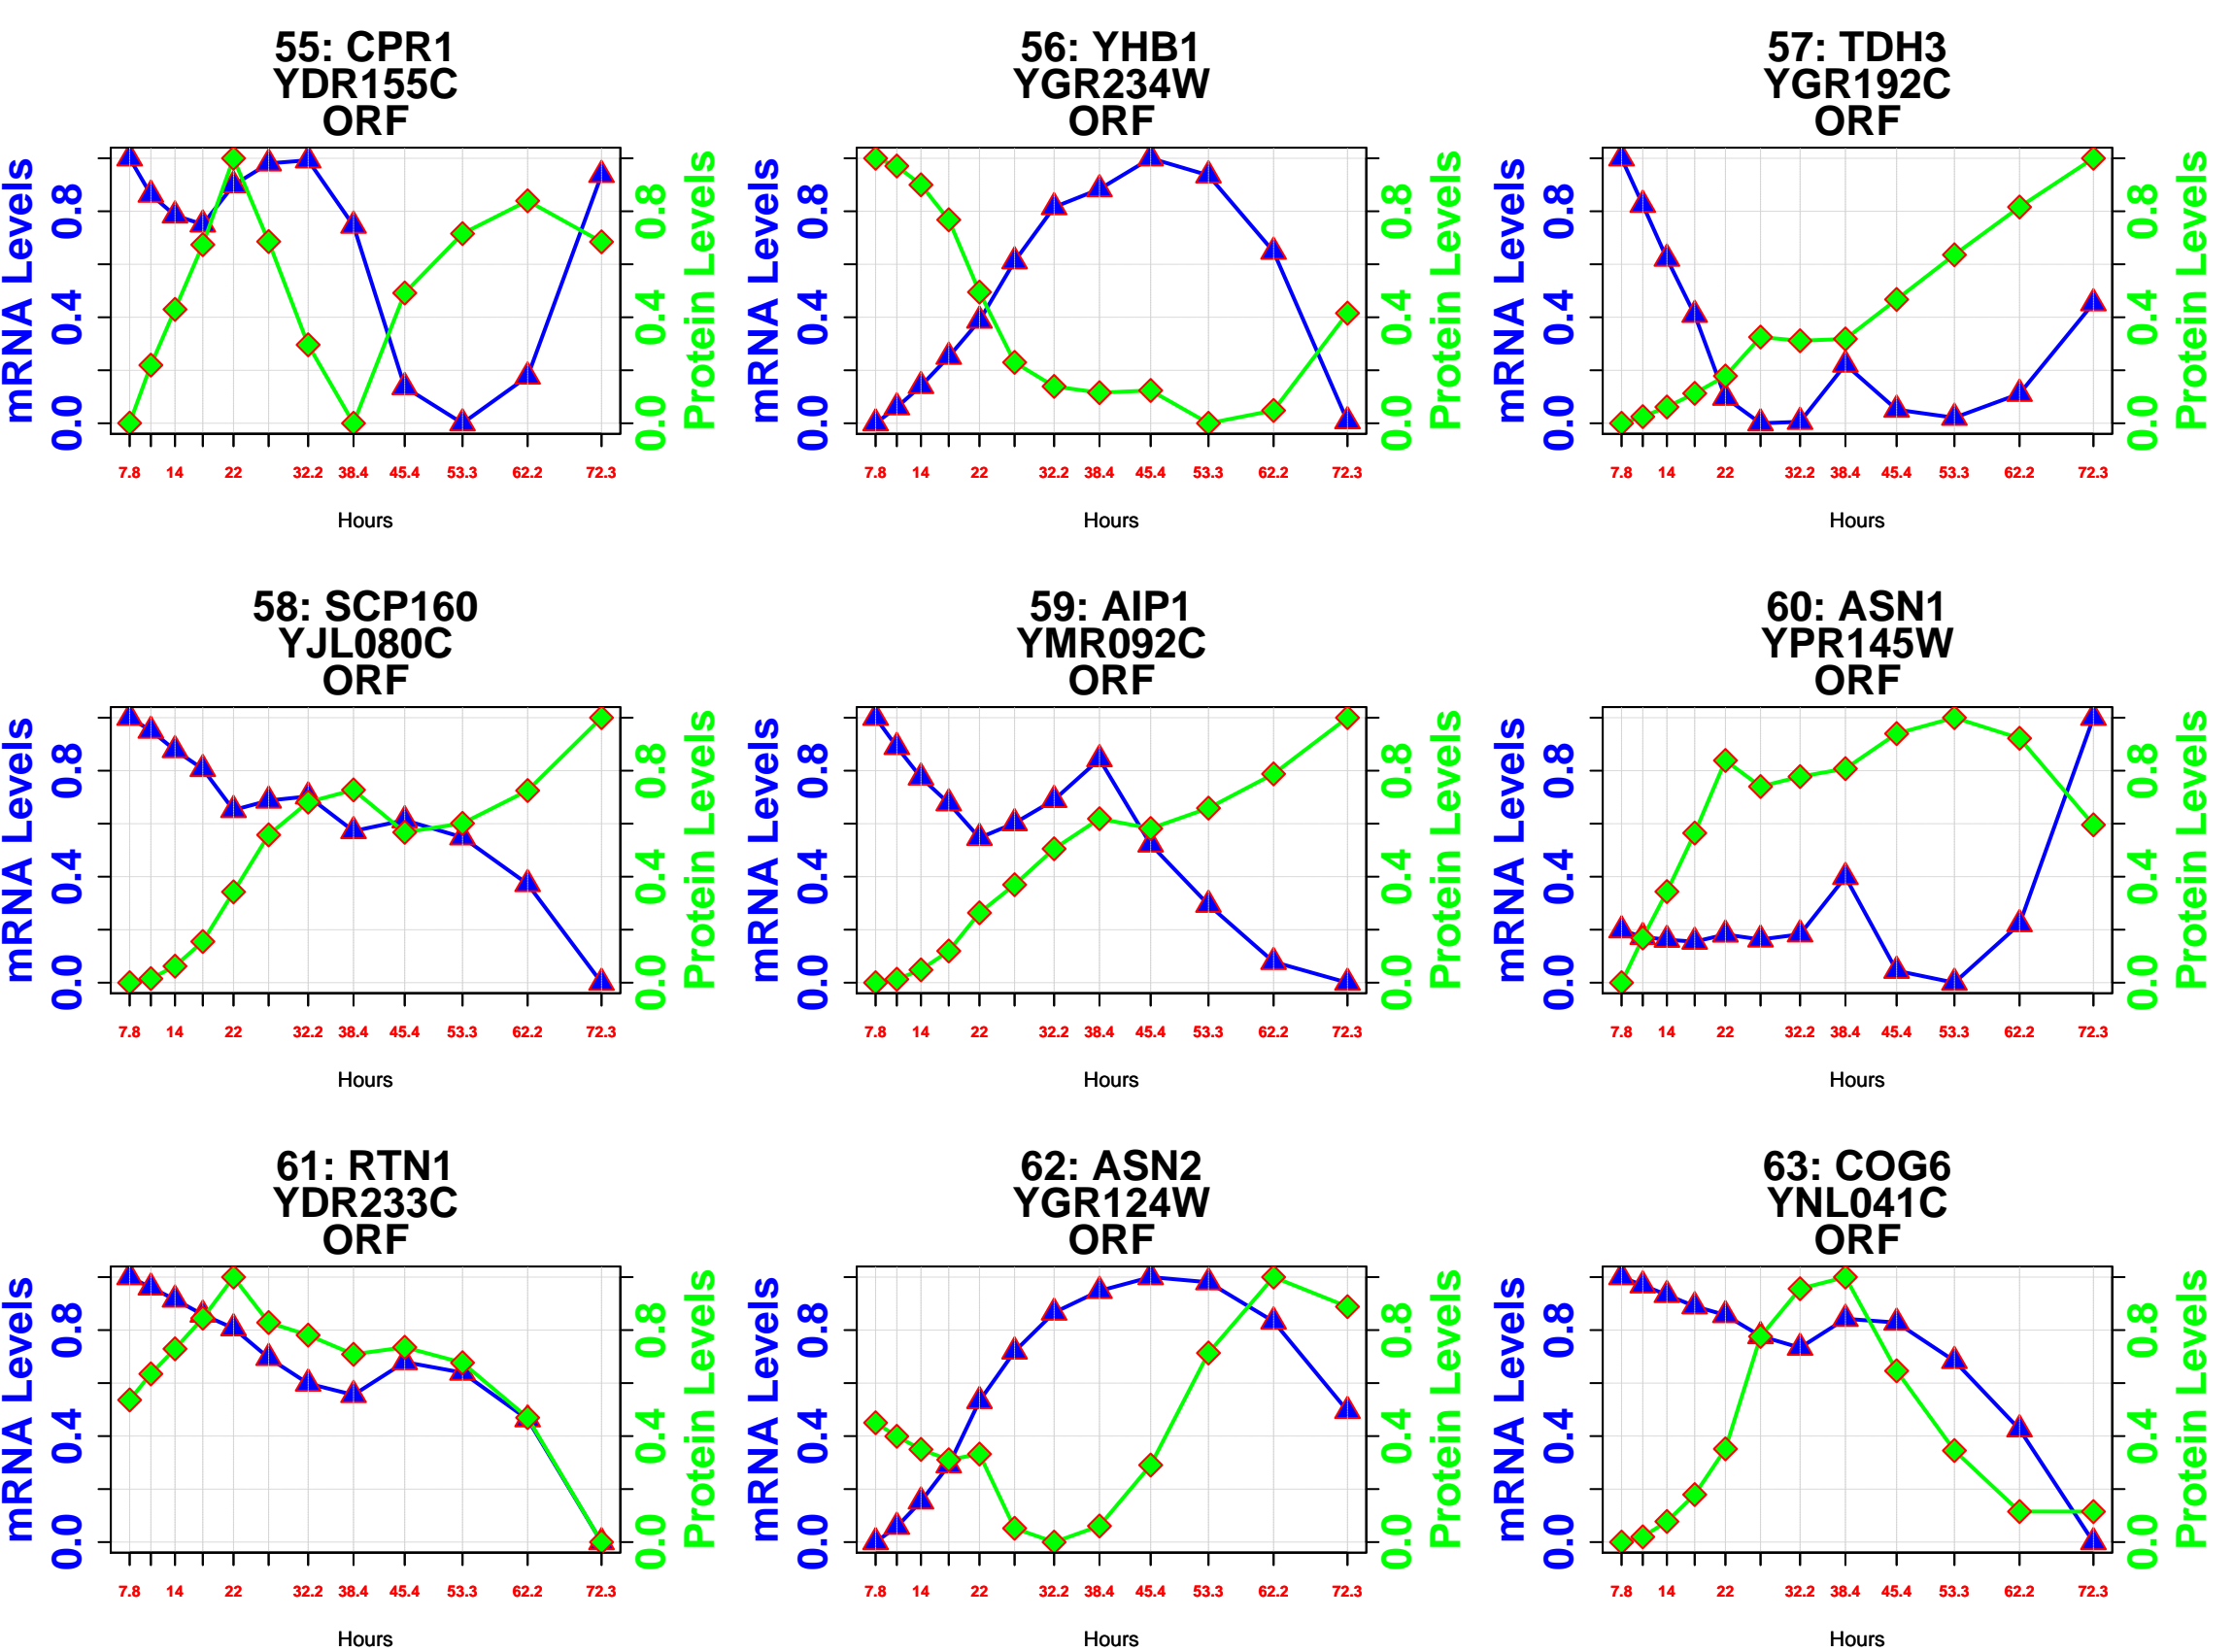 55: CPR1
YDR155C
ORF
mRNA Levels
0.0 0.4 0.8
0.0 0.4 0.8
Protein Levels
7.8 14 22 32.2 38.4 45.4 53.3 62.2 72.3
Hours
56: YHB1
YGR234W
ORF
mRNA Levels
0.0 0.4 0.8
0.0 0.4 0.8
Protein Levels
7.8 14 22 32.2 38.4 45.4 53.3 62.2 72.3
Hours
57: TDH3
YGR192C
ORF
mRNA Levels
0.0 0.4 0.8
0.0 0.4 0.8
Protein Levels
7.8 14 22 32.2 38.4 45.4 53.3 62.2 72.3
Hours
58: SCP160
YJL080C
ORF
mRNA Levels
0.0 0.4 0.8
0.0 0.4 0.8
Protein Levels
7.8 14 22 32.2 38.4 45.4 53.3 62.2 72.3
Hours
59: AIP1
YMR092C
ORF
mRNA Levels
0.0 0.4 0.8
0.0 0.4 0.8
Protein Levels
7.8 14 22 32.2 38.4 45.4 53.3 62.2 72.3
Hours
60: ASN1
YPR145W
ORF
mRNA Levels
0.0 0.4 0.8
0.0 0.4 0.8
Protein Levels
7.8 14 22 32.2 38.4 45.4 53.3 62.2 72.3
Hours
61: RTN1
YDR233C
ORF
mRNA Levels
0.0 0.4 0.8
0.0 0.4 0.8
Protein Levels
7.8 14 22 32.2 38.4 45.4 53.3 62.2 72.3
Hours
62: ASN2
YGR124W
ORF
mRNA Levels
0.0 0.4 0.8
0.0 0.4 0.8
Protein Levels
7.8 14 22 32.2 38.4 45.4 53.3 62.2 72.3
Hours
63: COG6
YNL041C
ORF
mRNA Levels
0.0 0.4 0.8
0.0 0.4 0.8
Protein Levels
7.8 14 22 32.2 38.4 45.4 53.3 62.2 72.3
Hours